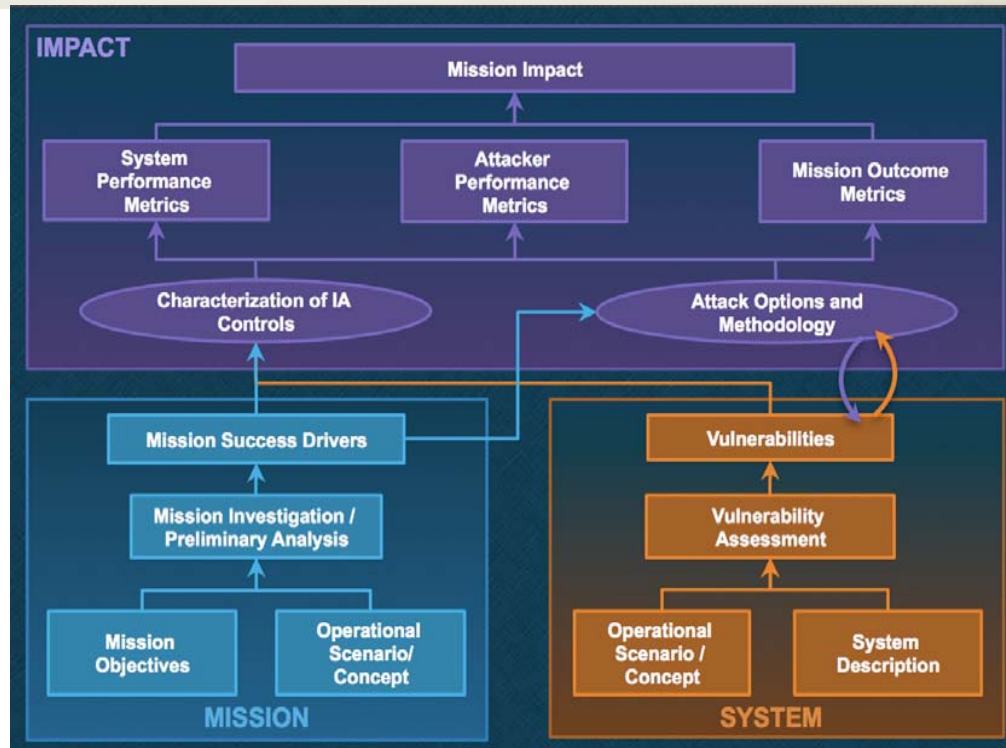 IMPACT
Mission Impact
System
Performance
Metrics
Attacker
Performance
Metrics
Mission Outcome
Metrics
Characterization of IA
Controls
Attack Options and
Methodology
Mission Success Drivers
Mission Investigation /
Preliminary Analysis
Mission
Objectives
Operational
Scenario/
Concept
MISSION
Vulnerabilities
Vulnerability
Assessment
Operational
Scenario /
Concept
System
Description
SYSTEM